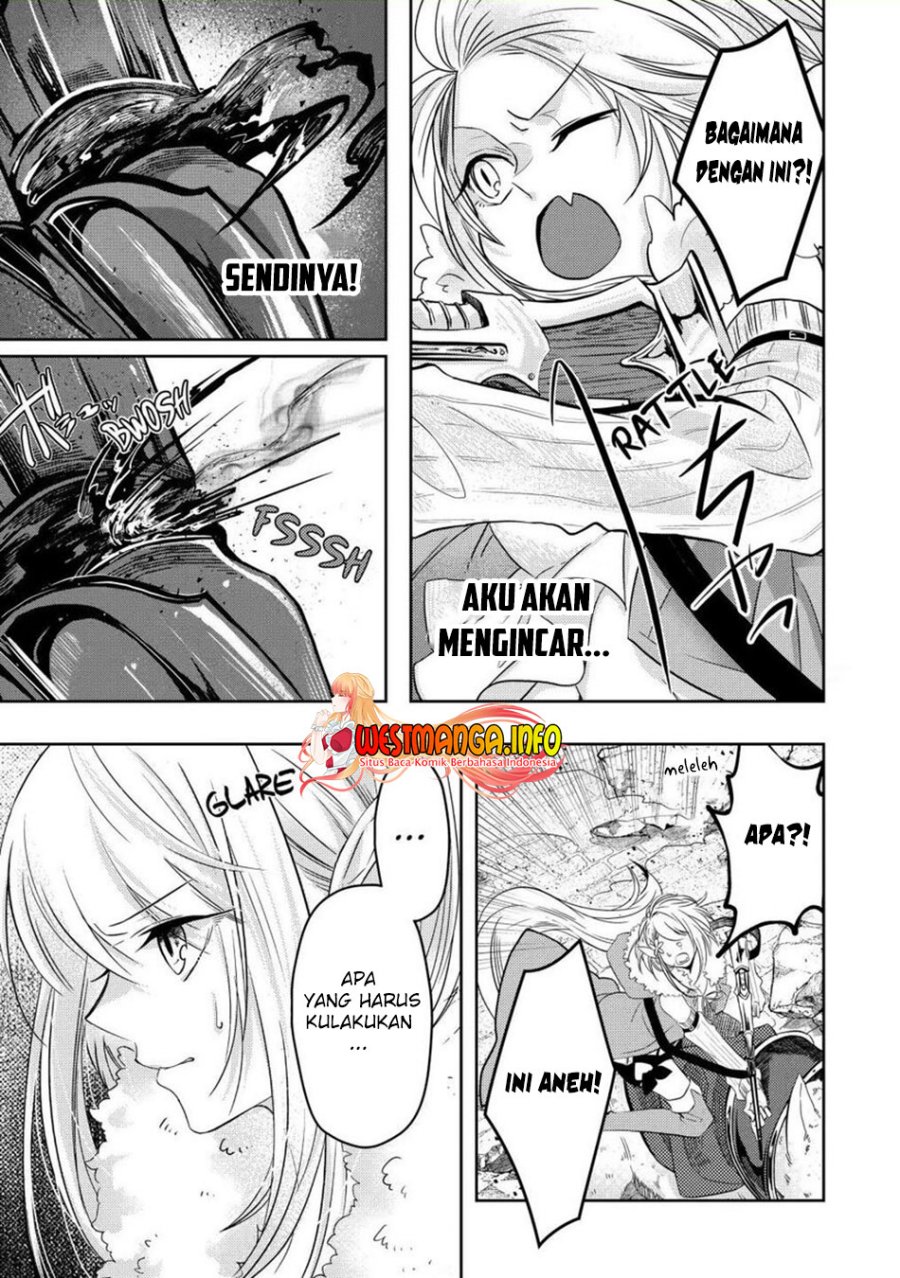 BAGAIMANA
DENGAN INI?!
RATTLE
AKU AKAN
MENGINCAR...
SENDINYA!
BWOSH
FSSSH
WESTMANGA.INFO
Situs Baca Komik Berbahasa Indonesia
meleleh
APA?!
INI ANEH!
GLARE
...
APA
YANG HARUS
KULAKUKAN
...